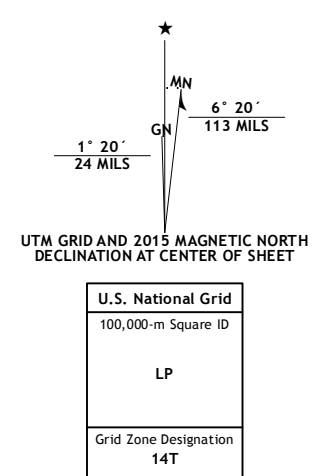 ★
MN
6° 20´
113 MILS
GN
1° 20´
24 MILS
UTM GRID AND 2015 MAGNETIC NORTH
DECLINATION AT CENTER OF SHEET
U.S. National Grid
100,000-m Square ID
LP
Grid Zone Designation
14T